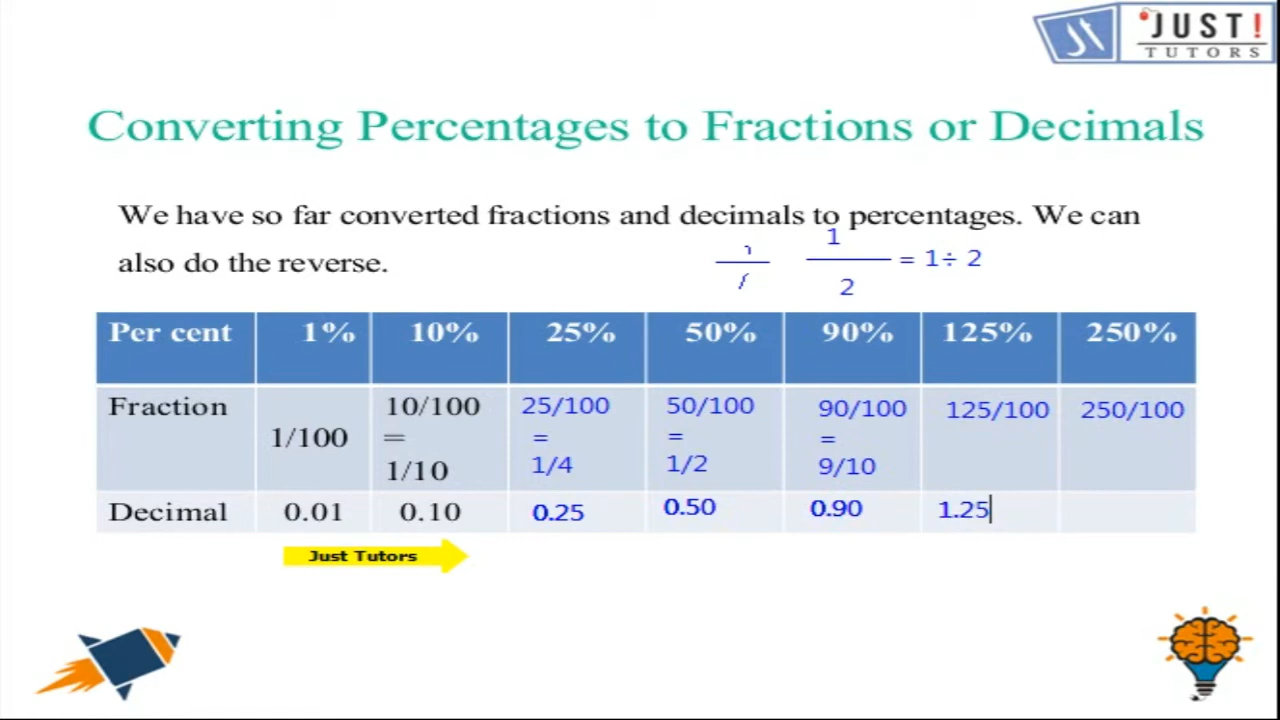 JUST!
TUTORS
Converting Percentages to Fractions or Decimals
We have so far converted fractions and decimals to percentages. We can
also do the reverse.
1
= 1÷ 2
2
Per cent 1% 10% 25% 50% 90% 125% 250%
Fraction 1/100 10/100 = 1/10 25/100 = 1/4 50/100 = 1/2 90/100 = 9/10 125/100 250/100
Decimal 0.01 0.10 0.25 0.50 0.90 1.25
Just Tutors